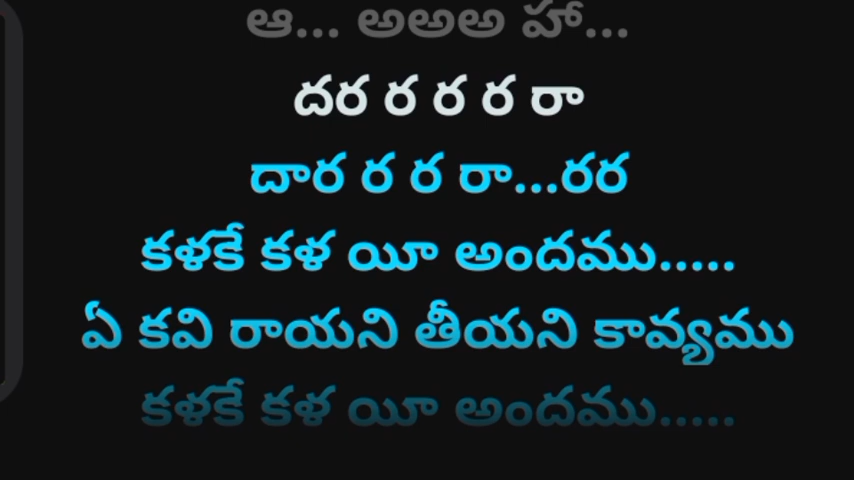 ఆ... అఅఅ హా...
దర ర ర ర రా
దార ర ర రా...రర
కళకే కళ యీ అందము.....
ఏ కవి రాయని తీయని కావ్యము
కళకే కళ యీ అందము.....